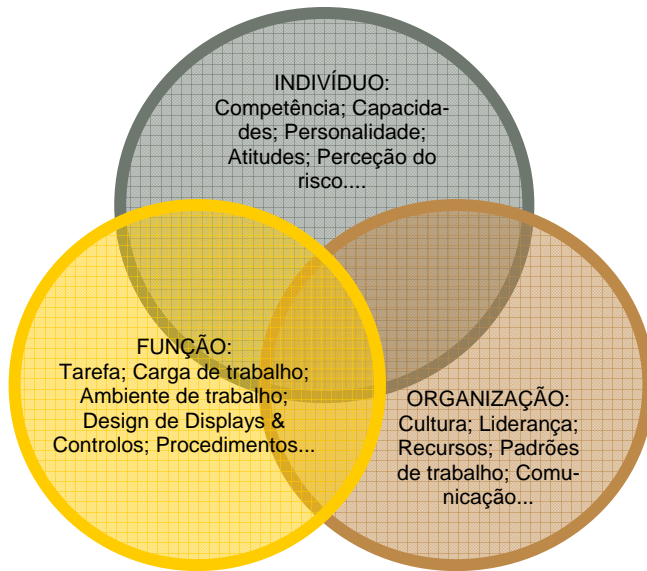 INDIVÍDUO:
Competência; Capacida-
des; Personalidade;
Atitudes; Perceção do
risco....
FUNÇÃO:
Tarefa; Carga de trabalho;
Ambiente de trabalho;
Design de Displays &
Controlos; Procedimentos...
ORGANIZAÇÃO:
Cultura; Liderança;
Recursos; Padrões
de trabalho; Comu-
nicação...